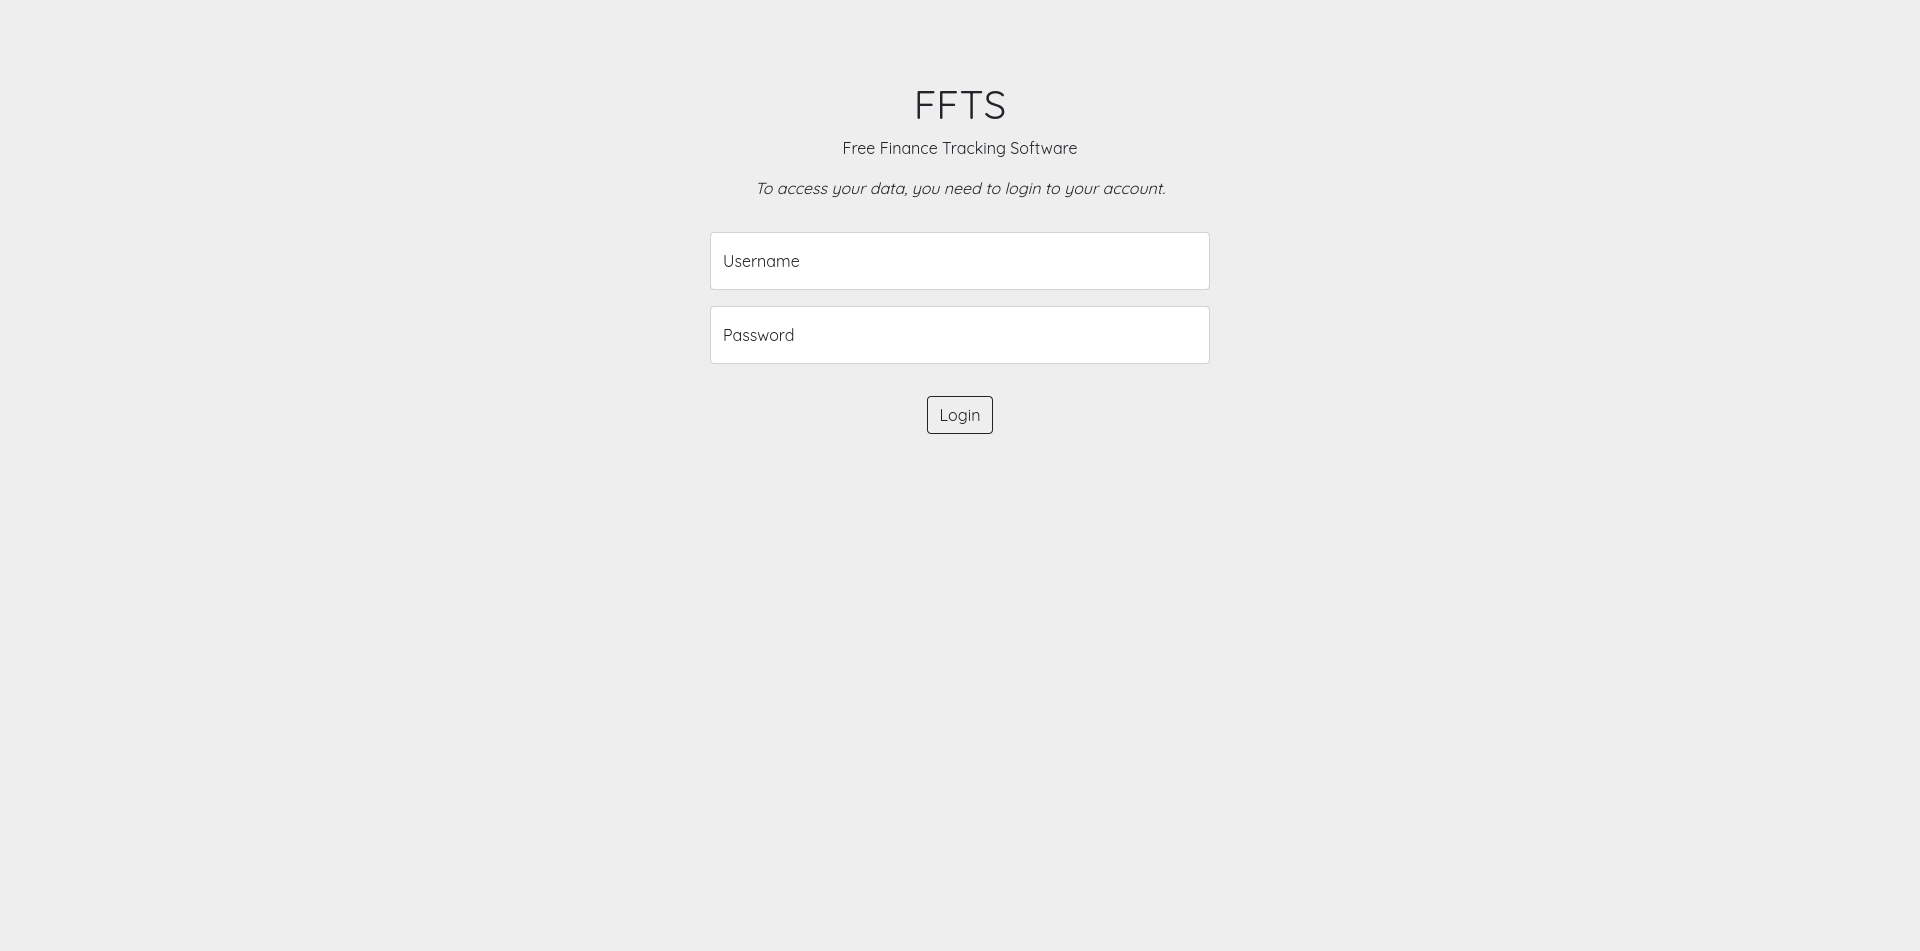 FFTS
Free Finance Tracking Software
To access your data, you need to login to your account.
Username
Password
Login